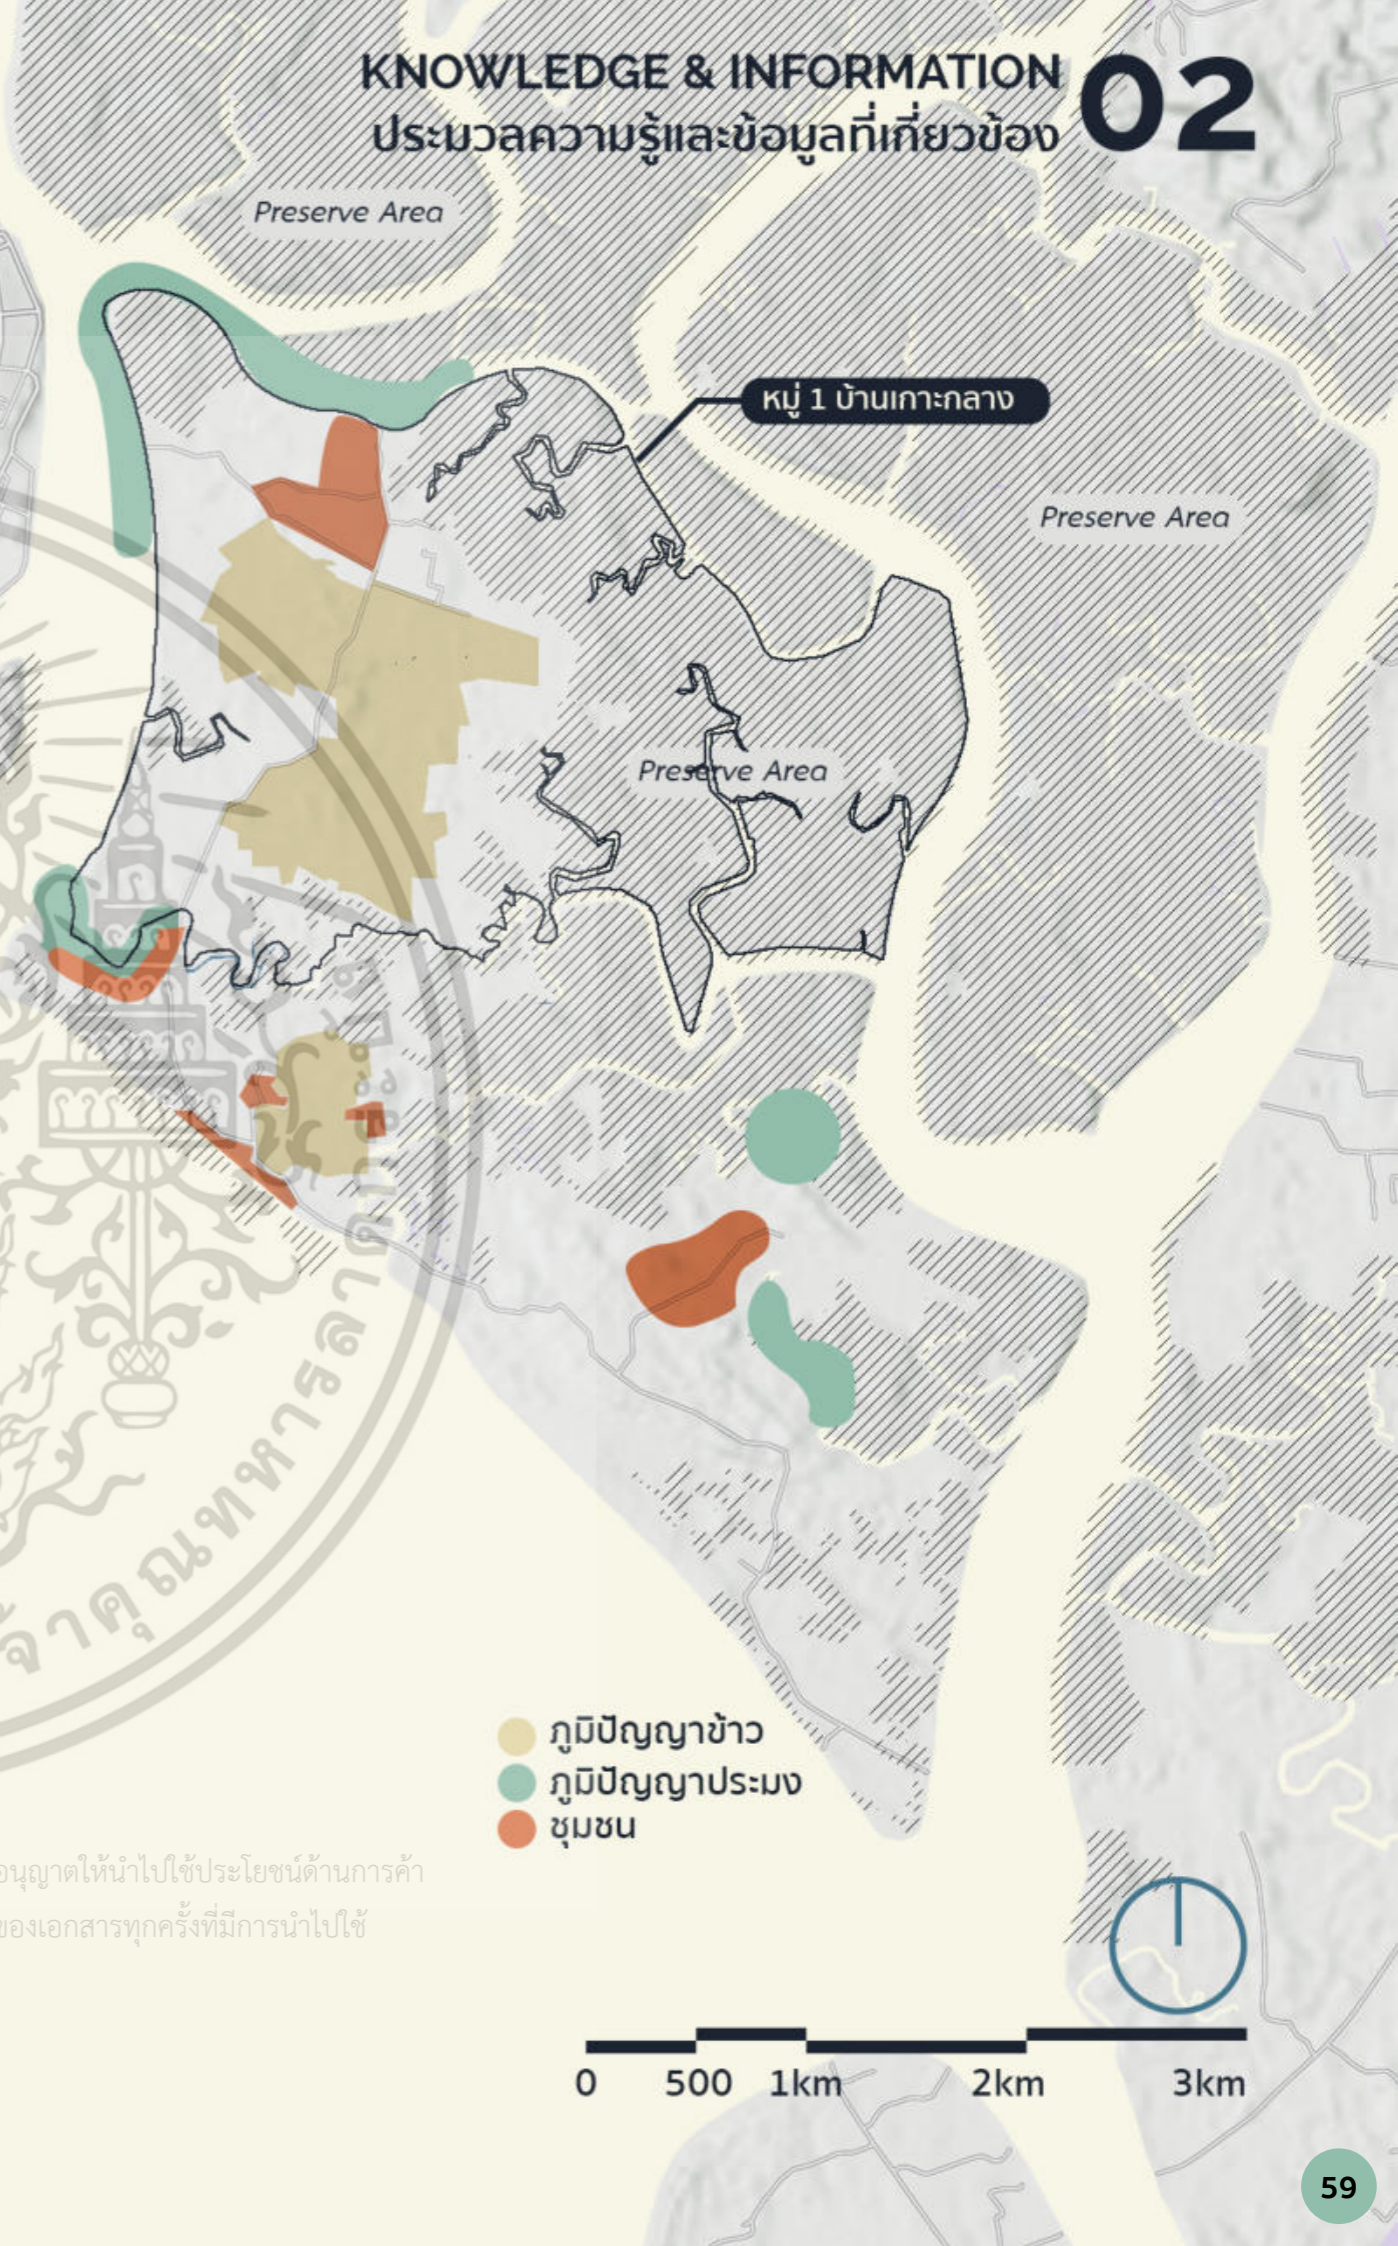 KNOWLEDGE & INFORMATION 02
ประมวลความรู้และข้อมูลที่เกี่ยวข้อง
Preserve Area
หมู่ 1 บ้านเกาะกลาง
Preserve Area
Preserve Area
ภูมิปัญญาข้าว
ภูมิปัญญาประมง
ชุมชน
อนุญาตให้นำไปใช้ประโยชน์ด้านการค้า
ของเอกสารทุกครั้งที่มีการนำไปใช้
0 500 1km 2km 3km
59